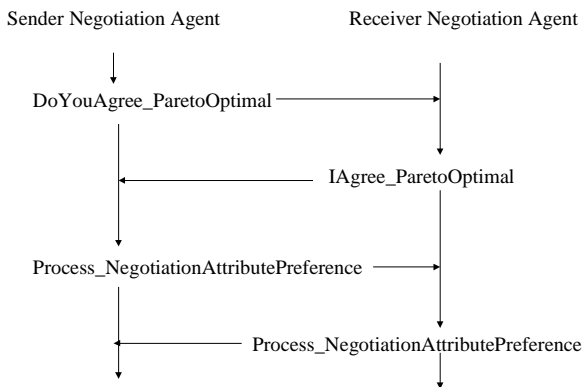 Sender Negotiation Agent
Receiver Negotiation Agent
DoYouAgree_ParetoOptimal
IAgree_ParetoOptimal
Process_NegotiationAttributePreference
Process_NegotiationAttributePreference